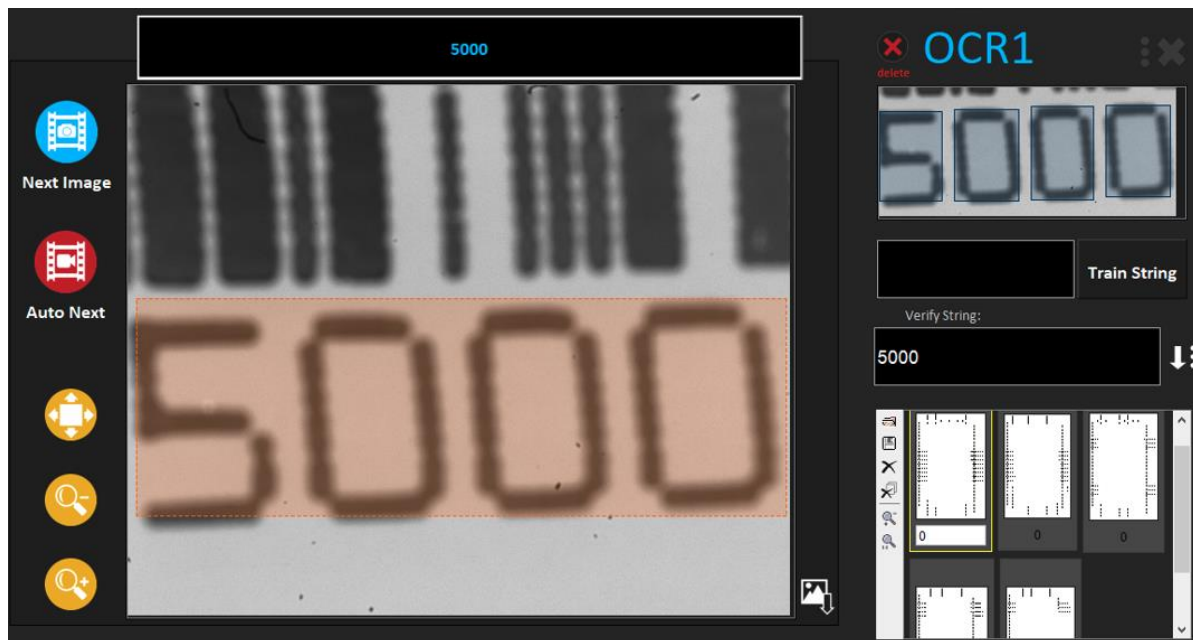 5000
OCR1
delete
Next Image
Auto Next
5000
Train String
Verify String:
5000
0
0
0